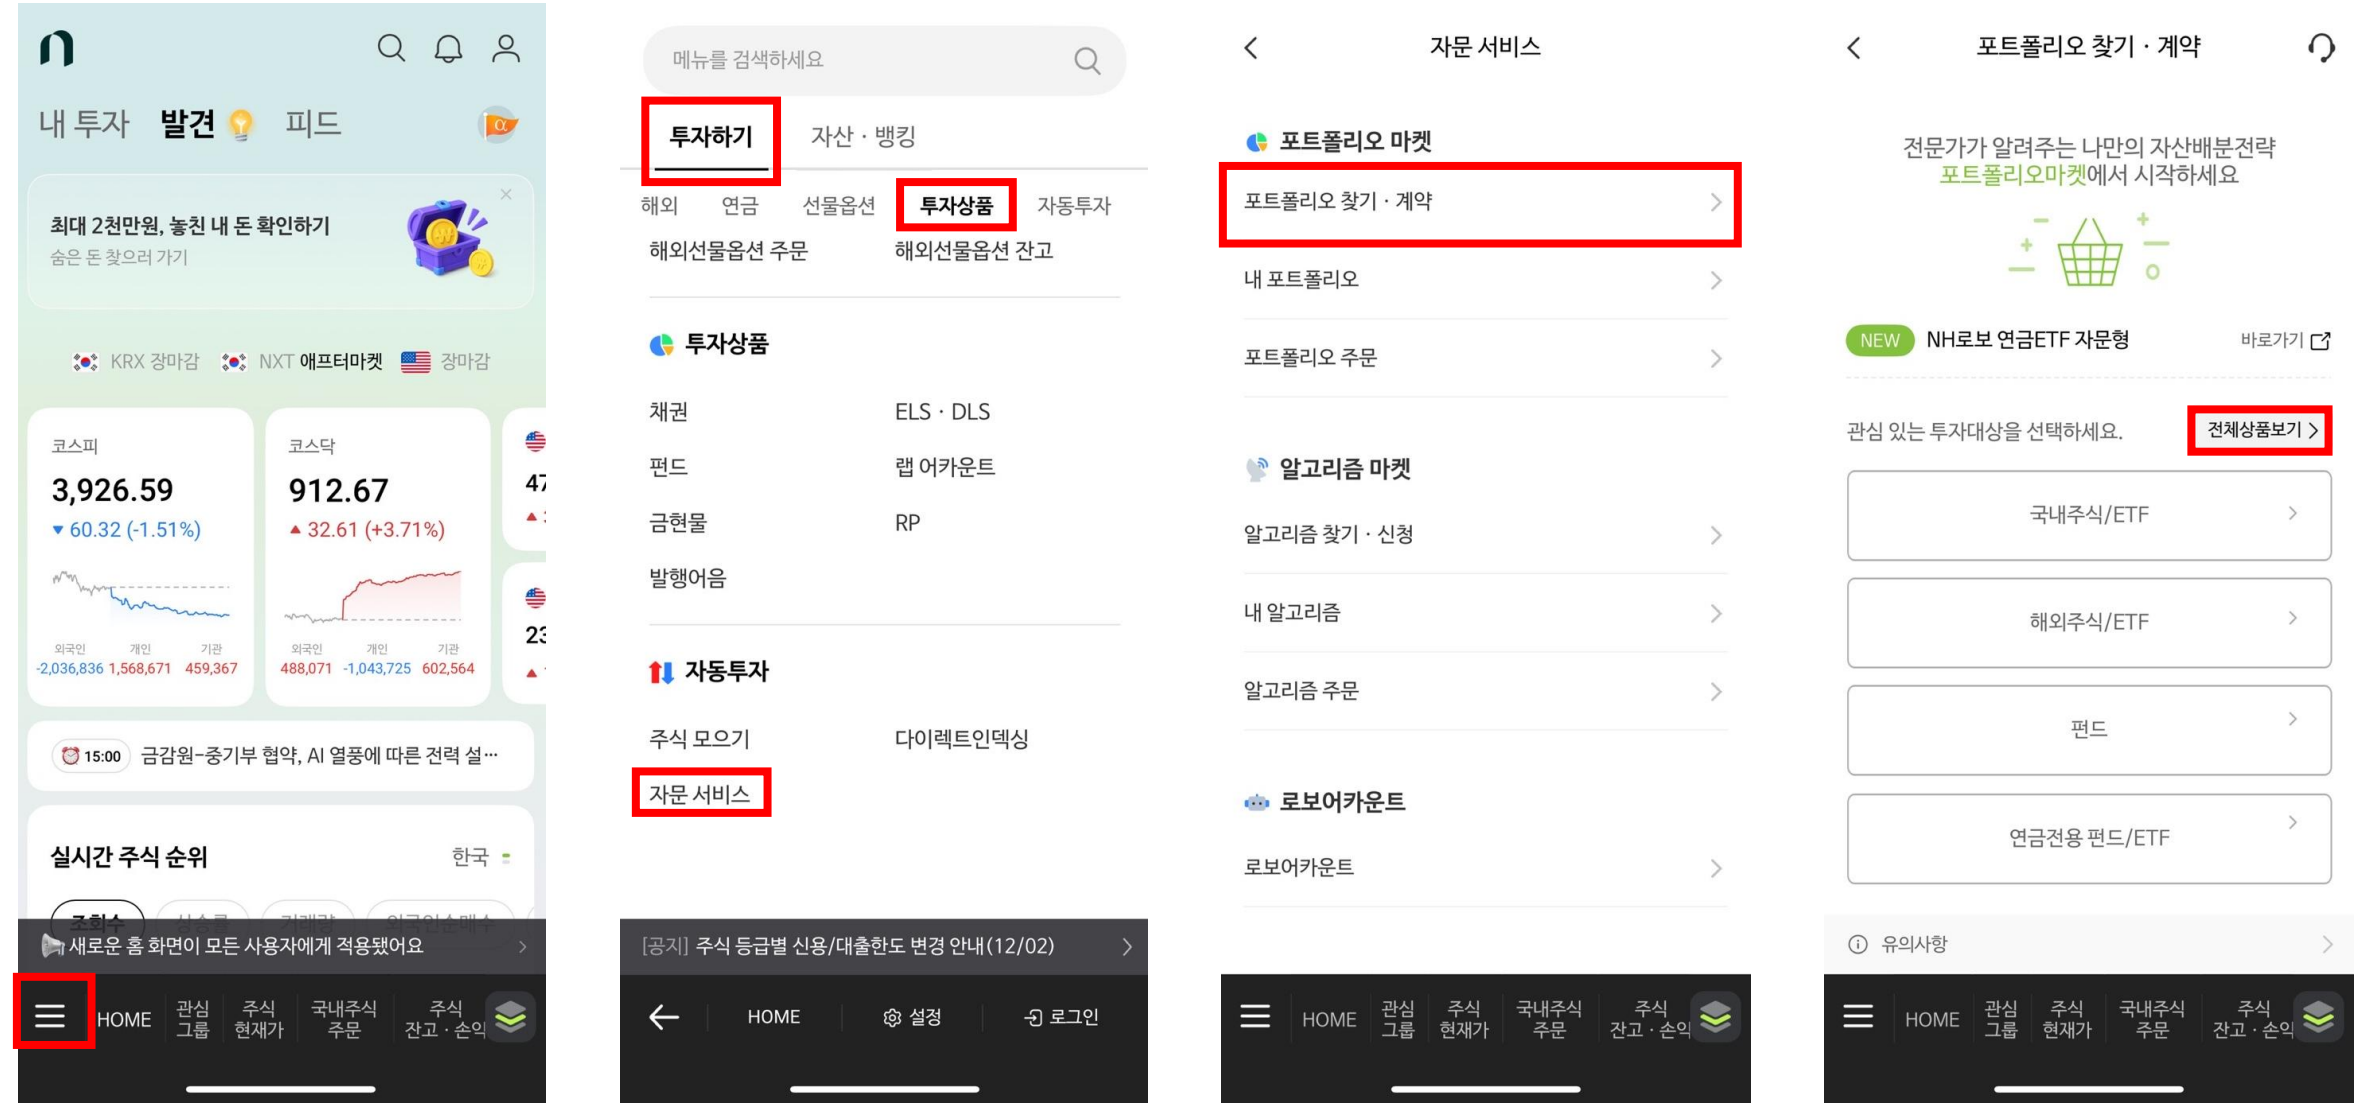 내 투자 발견 피드
α
최대 2천만원, 놓친 내 돈 확인하기
숨은 돈 찾으러 가기
KRX 장마감 NXT 애프터마켓 장마감
코스피
3,926.59
▼ 60.32 (-1.51%)
외국인 개인 기관
-2,036,836 1,568,671 459,367
코스닥
912.67
▲ 32.61 (+3.71%)
외국인 개인 기관
488,071 -1,043,725 602,564
47
▲
23
▲
15:00 금감원-중기부 협약, AI 열풍에 따른 전력 설…
실시간 주식 순위 한국
조회수 상승률 거래량 외국인순매수
새로운 홈 화면이 모든 사용자에게 적용됐어요
HOME 관심 그룹 주식 현재가 국내주식 주문 주식 잔고 · 손익
메뉴를 검색하세요
투자하기 자산 · 뱅킹
해외 연금 선물옵션 투자상품 자동투자
해외선물옵션 주문 해외선물옵션 잔고
투자상품
채권 ELS · DLS
펀드 랩 어카운트
금현물 RP
발행어음
자동투자
주식 모으기 다이렉트인덱싱
자문 서비스
[공지] 주식 등급별 신용/대출한도 변경 안내(12/02)
HOME 설정 로그인
자문 서비스
포트폴리오 마켓
포트폴리오 찾기 · 계약
내 포트폴리오
포트폴리오 주문
알고리즘 마켓
알고리즘 찾기 · 신청
내 알고리즘
알고리즘 주문
로보어카운트
로보어카운트
HOME 관심 그룹 주식 현재가 국내주식 주문 주식 잔고 · 손익
포트폴리오 찾기 · 계약
전문가가 알려주는 나만의 자산배분전략
포트폴리오마켓에서 시작하세요
NEW NH로보 연금ETF 자문형 바로가기
관심 있는 투자대상을 선택하세요. 전체상품보기
국내주식/ETF
해외주식/ETF
펀드
연금전용 펀드/ETF
유의사항
HOME 관심 그룹 주식 현재가 국내주식 주문 주식 잔고 · 손익